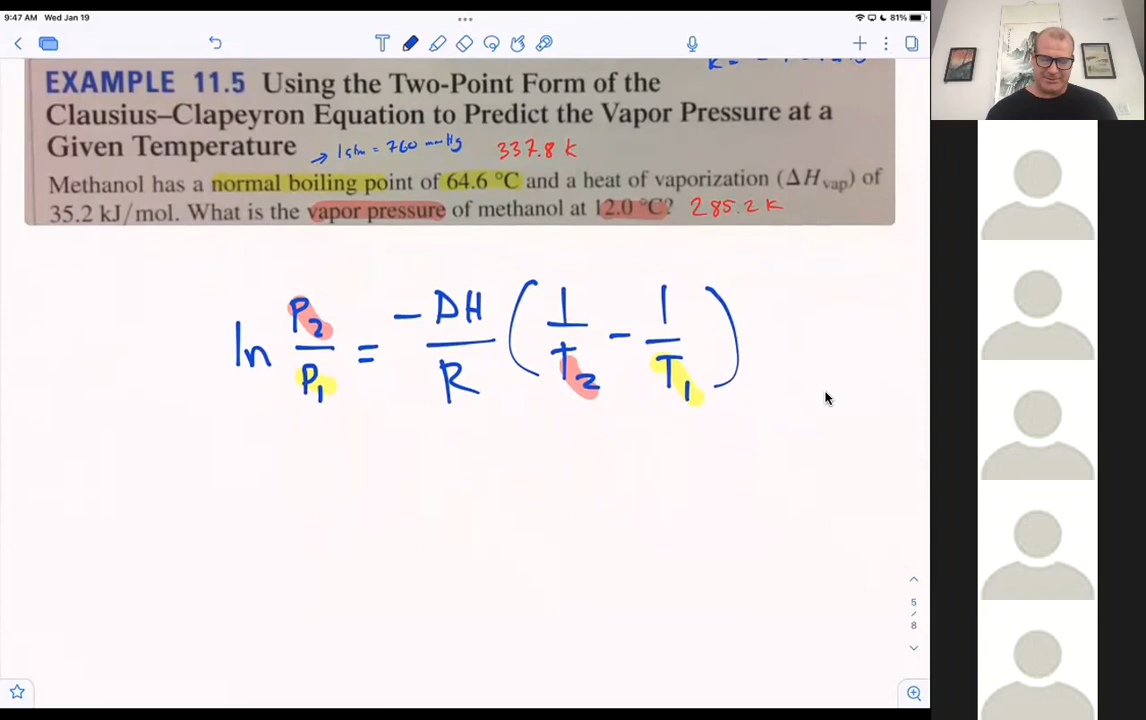 9:47 AM Wed Jan 19
81%
EXAMPLE 11.5 Using the Two-Point Form of the
Clausius–Clapeyron Equation to Predict the Vapor Pressure at a
Given Temperature → 1 atm = 760 mmHg 337.8 K
Methanol has a normal boiling point of 64.6 °C and a heat of vaporization (ΔHvap) of
35.2 kJ/mol. What is the vapor pressure of methanol at 12.0 °C? 285.2 K
ln P2/P1 = -DH/R (1/T2 - 1/T1)
5
/
8